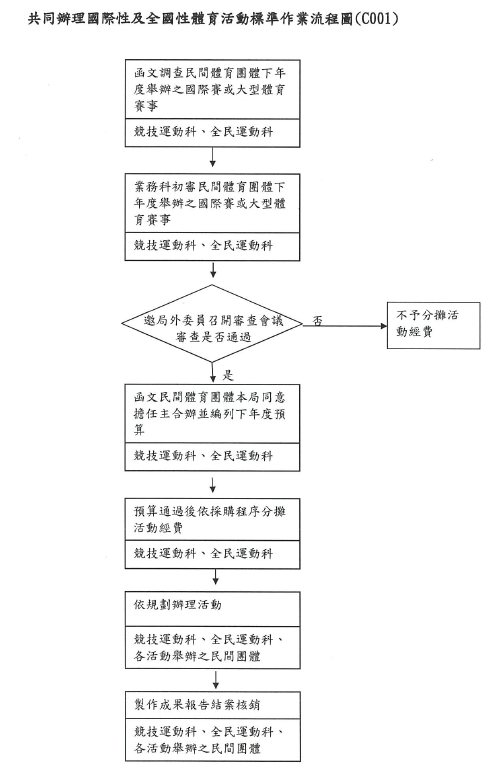 共同辦理國際性及全國性體育活動標準作業流程圖(C001)
函文調查民間體育團體下年
度舉辦之國際賽或大型體育
賽事
競技運動科、全民運動科
業務科初審民間體育團體下
年度舉辦之國際賽或大型體
育賽事
競技運動科、全民運動科
邀局外委員召開審查會議
審查是否通過
否
不予分攤活
動經費
是
函文民間體育團體本局同意
擔任主合辦並編列下年度預
算
競技運動科、全民運動科
預算通過後依採購程序分攤
活動經費
競技運動科、全民運動科
依規劃辦理活動
競技運動科、全民運動科、
各活動舉辦之民間團體
製作成果報告結案核銷
競技運動科、全民運動科、
各活動舉辦之民間團體